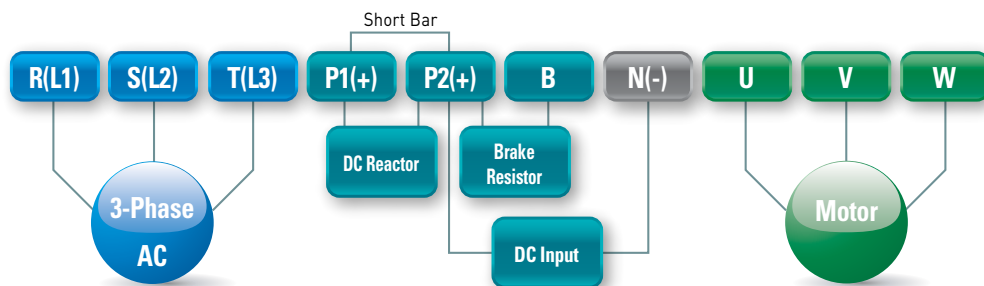 Short Bar
R(L1) S(L2) T(L3) P1(+) P2(+) B N(-) U V W
DC Reactor
Brake
Resistor
3-Phase
AC
Motor
DC Input